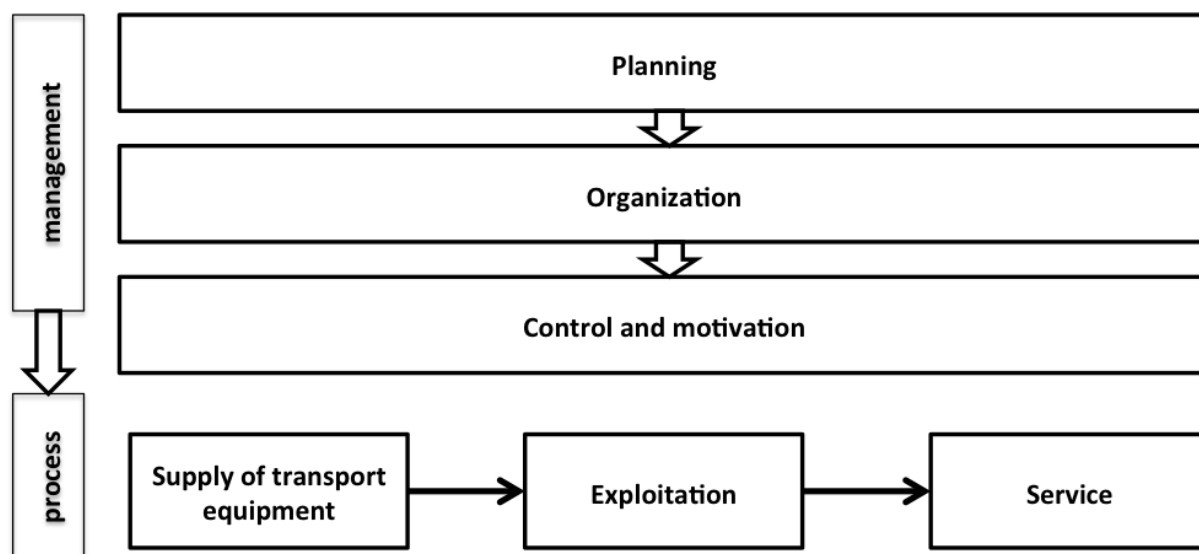 management
Planning
Organization
Control and motivation
process
Supply of transport
equipment
Exploitation
Service